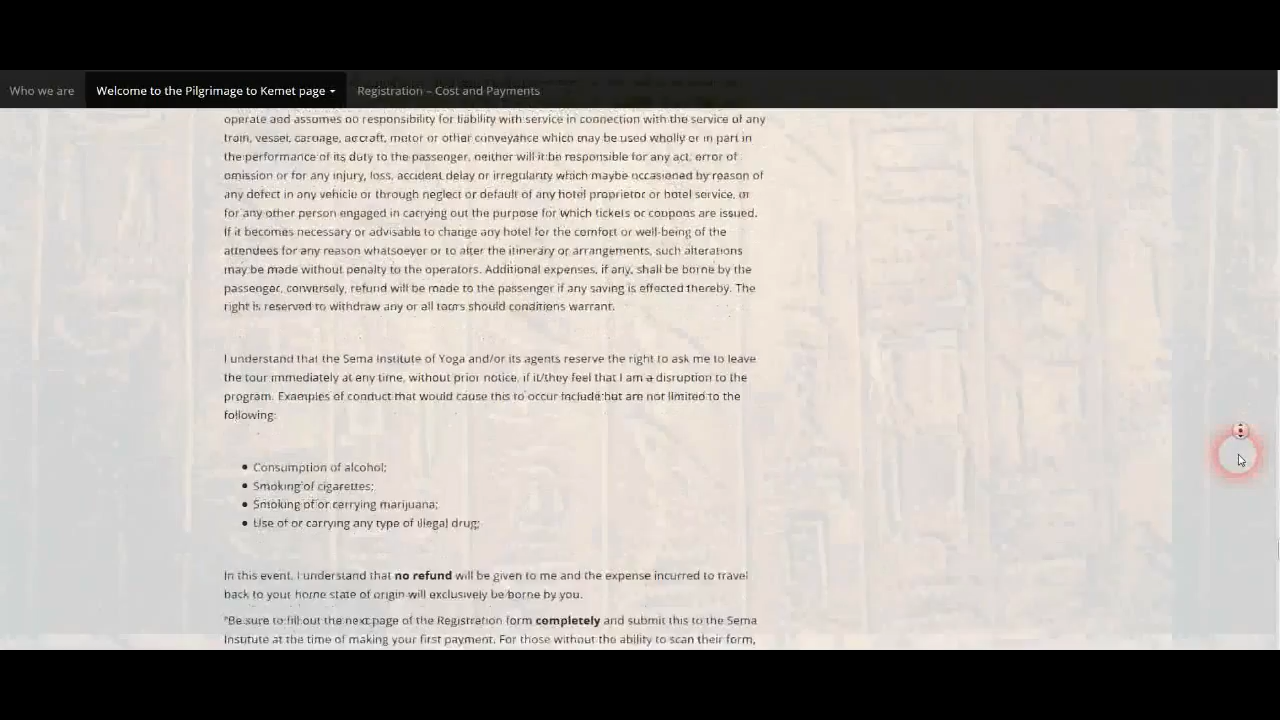 Who we are
Welcome to the Pilgrimage to Kemet page
Registration – Cost and Payments
operate and assumes no responsibility for liability with service in connection with the service of any
train, vessel, carriage, aircraft, motor or other conveyance which may be used wholly or in part in
the performance of its duty to the passenger, neither will it be responsible for any act, error of
omission or for any injury, loss, accident delay or irregularity which maybe occasioned by reason of
any defect in any vehicle or through neglect or default of any hotel proprietor or hotel service, or
for any other person engaged in carrying out the purpose for which tickets or coupons are issued.
If it becomes necessary or advisable to change any hotel for the comfort or well-being of the
attendees for any reason whatsoever or to alter the itinerary or arrangements, such alterations
may be made without penalty to the operators. Additional expenses, if any, shall be borne by the
passenger, conversely, refund will be made to the passenger if any saving is effected thereby. The
right is reserved to withdraw any or all tours should conditions warrant.
I understand that the Sema Institute of Yoga and/or its agents reserve the right to ask me to leave
the tour immediately at any time, without prior notice, if it/they feel that I am a disruption to the
program. Examples of conduct that would cause this to occur include but are not limited to the
following:
• Consumption of alcohol;
• Smoking of cigarettes;
• Smoking of or carrying marijuana;
• Use of or carrying any type of illegal drug;
In this event, I understand that no refund will be given to me and the expense incurred to travel
back to your home state of origin will exclusively be borne by you.
*Be sure to fill out the next page of the Registration form completely and submit this to the Sema
Institute at the time of making your first payment. For those without the ability to scan their form,